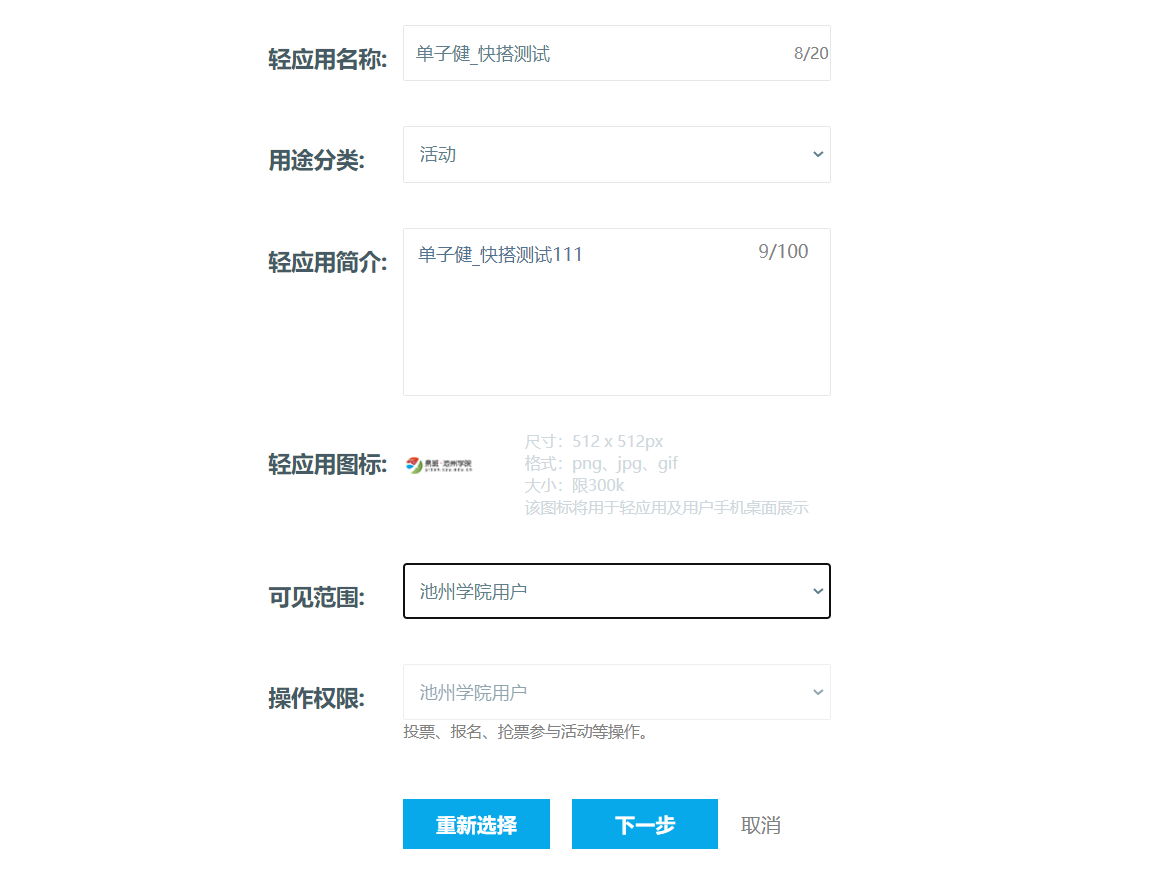 轻应用名称:
单子健_快搭测试
8/20
用途分类:
活动
轻应用简介:
单子健_快搭测试111
9/100
轻应用图标:
易班·池州学院
尺寸：512 x 512px
格式：png、jpg、gif
大小：限300k
该图标将用于轻应用及用户手机桌面展示
可见范围:
池州学院用户
操作权限:
池州学院用户
投票、报名、抢票参与活动等操作。
重新选择
下一步
取消